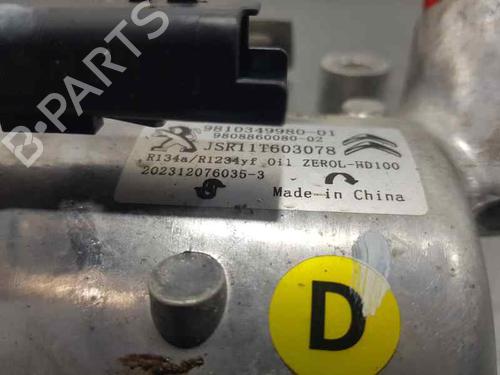 9810349980-01
9808860080-02
JSR11T603078
R134a/R1234yf Oil ZEROL-HD100
202312076035-3
Made in China
D
B-PARTS